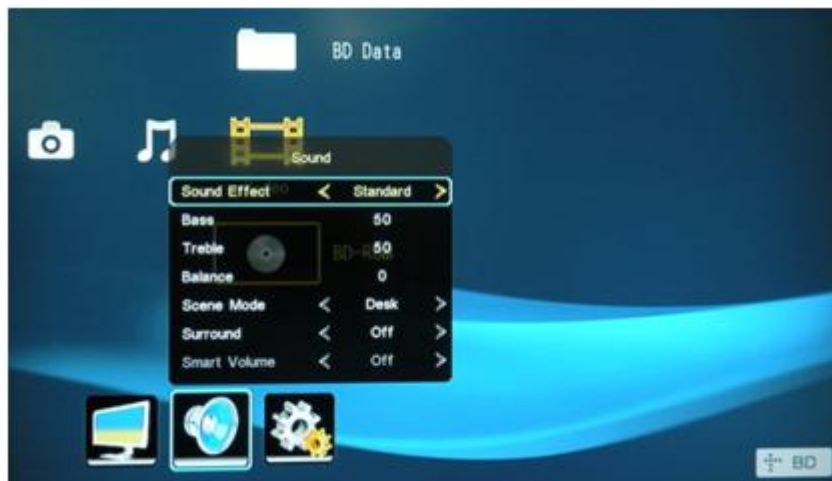 BD Data
Sound
Sound Effect < Standard >
Bass 50
Treble 50
Balance 0
Scene Mode < Desk >
Surround < Off >
Smart Volume < Off >
BD